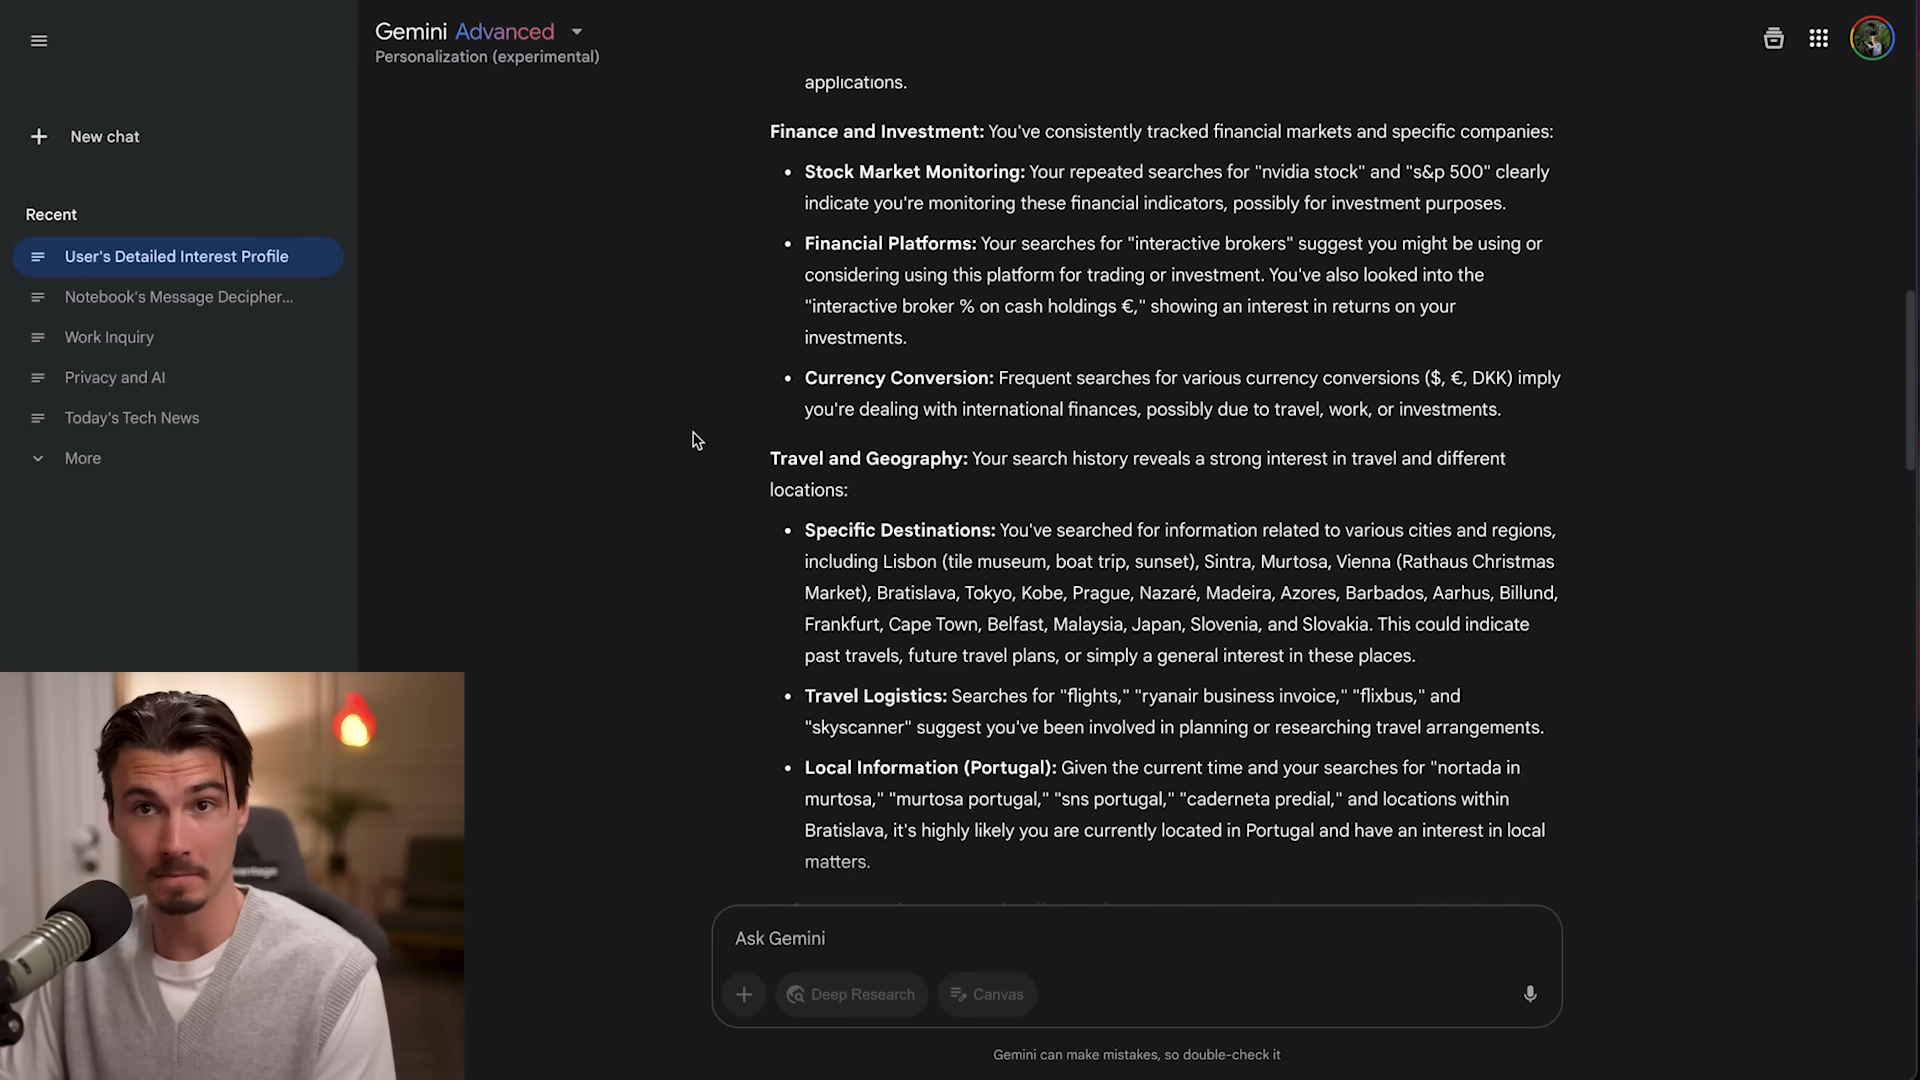 Gemini Advanced
Personalization (experimental)
New chat
Recent
User's Detailed Interest Profile
Notebook's Message Decipher...
Work Inquiry
Privacy and AI
Today's Tech News
More
applications.
Finance and Investment: You've consistently tracked financial markets and specific companies:
• Stock Market Monitoring: Your repeated searches for "nvidia stock" and "s&p 500" clearly
indicate you're monitoring these financial indicators, possibly for investment purposes.
• Financial Platforms: Your searches for "interactive brokers" suggest you might be using or
considering using this platform for trading or investment. You've also looked into the
"interactive broker % on cash holdings €," showing an interest in returns on your
investments.
• Currency Conversion: Frequent searches for various currency conversions ($, €, DKK) imply
you're dealing with international finances, possibly due to travel, work, or investments.
Travel and Geography: Your search history reveals a strong interest in travel and different
locations:
• Specific Destinations: You've searched for information related to various cities and regions,
including Lisbon (tile museum, boat trip, sunset), Sintra, Murtosa, Vienna (Rathaus Christmas
Market), Bratislava, Tokyo, Kobe, Prague, Nazaré, Madeira, Azores, Barbados, Aarhus, Billund,
Frankfurt, Cape Town, Belfast, Malaysia, Japan, Slovenia, and Slovakia. This could indicate
past travels, future travel plans, or simply a general interest in these places.
• Travel Logistics: Searches for "flights," "ryanair business invoice," "flixbus," and
"skyscanner" suggest you've been involved in planning or researching travel arrangements.
• Local Information (Portugal): Given the current time and your searches for "nortada in
murtosa," "murtosa portugal," "sns portugal," "caderneta predial," and locations within
Bratislava, it's highly likely you are currently located in Portugal and have an interest in local
matters.
Ask Gemini
Deep Research
Canvas
Gemini can make mistakes, so double-check it